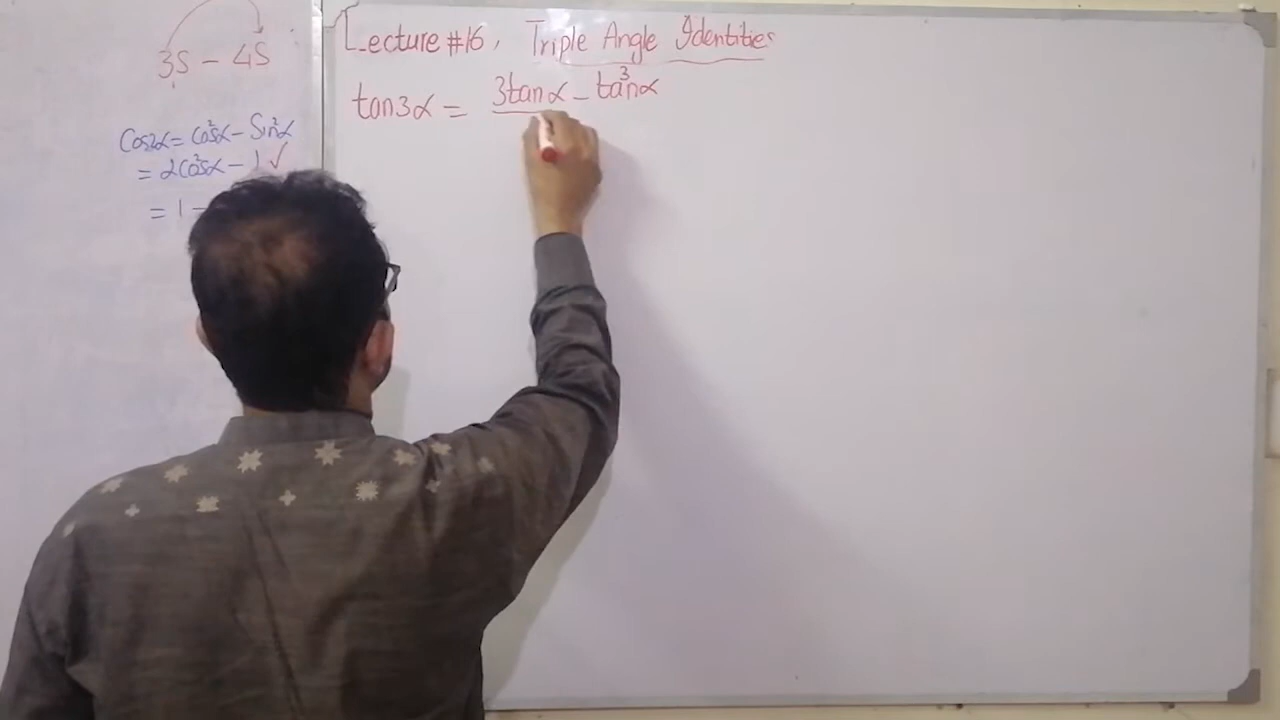 3S - 4S
Cos2α = Cos²α - Sin²α
= 2Cos²α - 1 ✓
= 1 -
Lecture #16, Triple Angle Identities
tan3α = 3tanα - tan³α